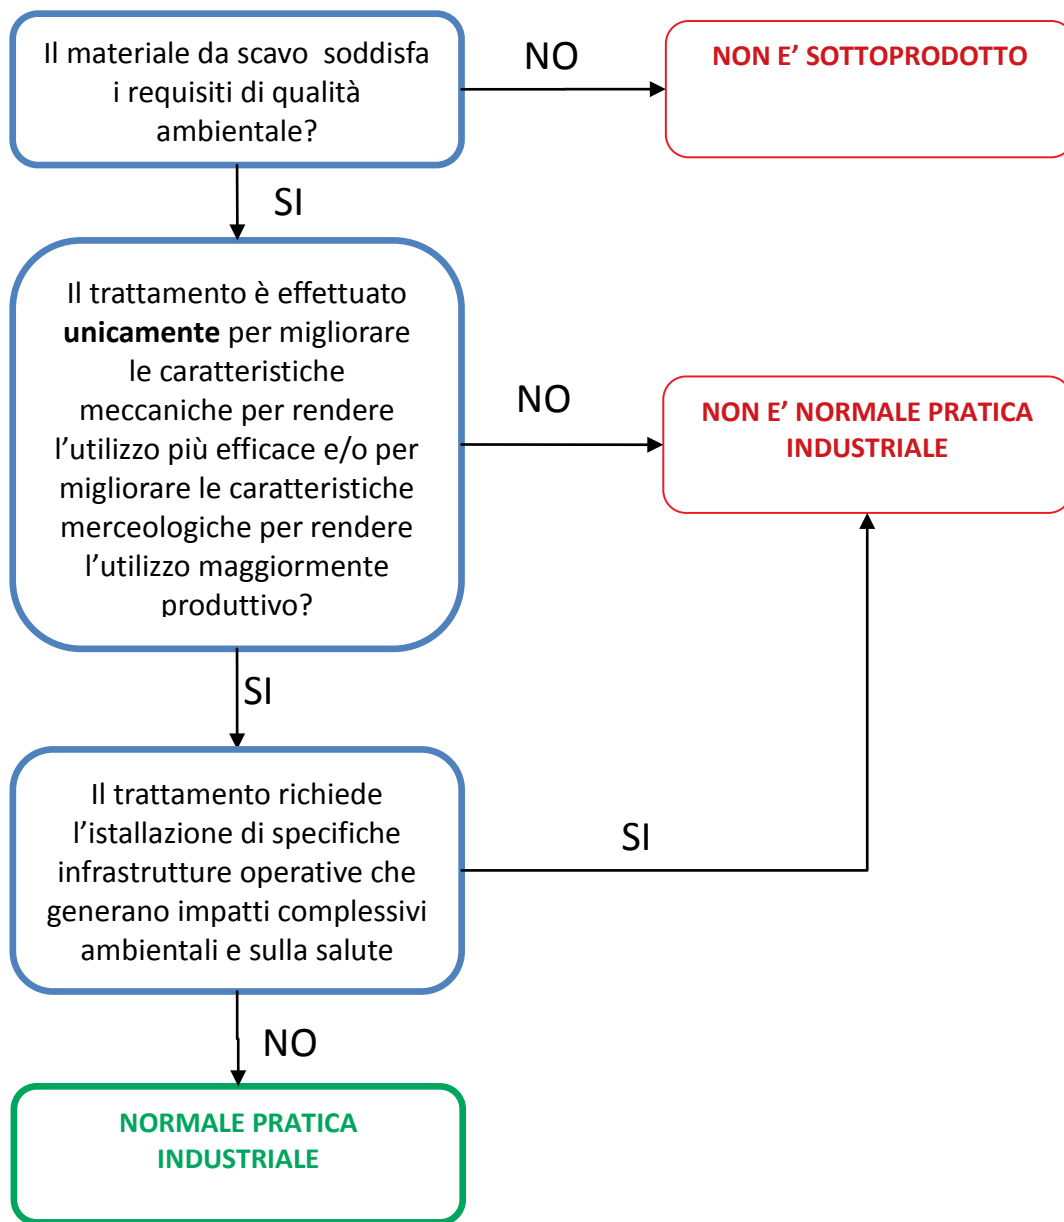 Il materiale da scavo soddisfa
i requisiti di qualità
ambientale?
NO
NON E’ SOTTOPRODOTTO
SI
Il trattamento è effettuato
unicamente per migliorare
le caratteristiche
meccaniche per rendere
l’utilizzo più efficace e/o per
migliorare le caratteristiche
merceologiche per rendere
l’utilizzo maggiormente
produttivo?
NO
NON E’ NORMALE PRATICA
INDUSTRIALE
SI
Il trattamento richiede
l’istallazione di specifiche
infrastrutture operative che
generano impatti complessivi
ambientali e sulla salute
SI
NO
NORMALE PRATICA
INDUSTRIALE